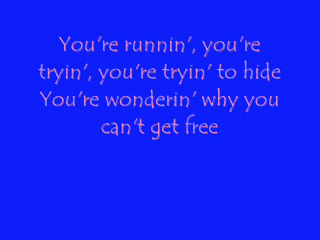 You're runnin', you're
tryin', you're tryin' to hide
You're wonderin' why you
can't get free